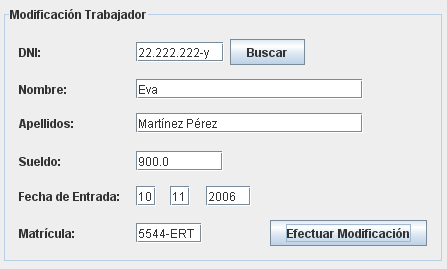 Modificación Trabajador
DNI: 22.222.222-y Buscar
Nombre: Eva
Apellidos: Martínez Pérez
Sueldo: 900.0
Fecha de Entrada: 10 11 2006
Matrícula: 5544-ERT Efectuar Modificación